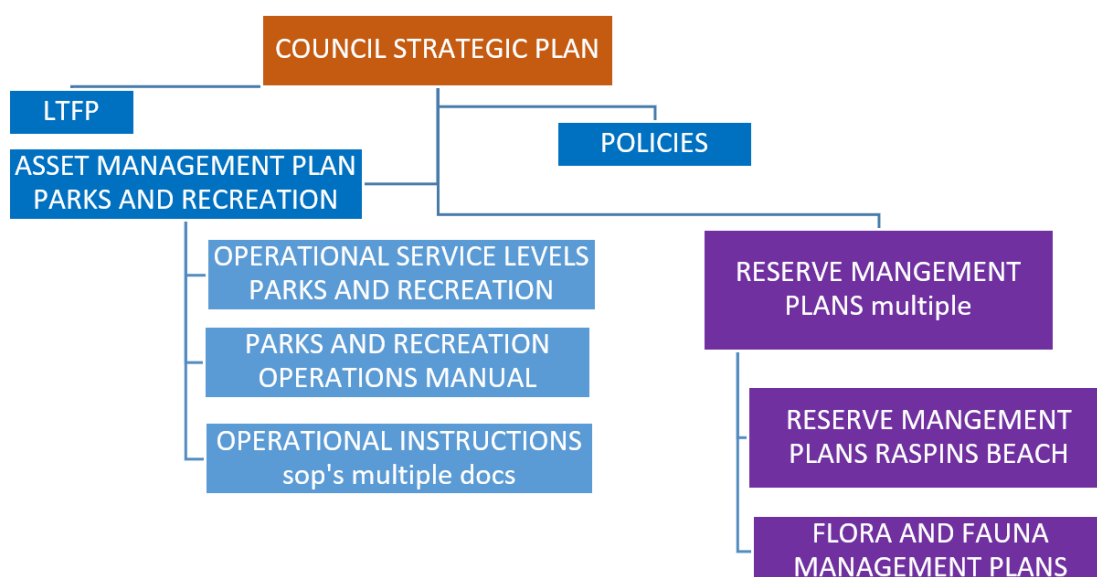 COUNCIL STRATEGIC PLAN
LTFP
POLICIES
ASSET MANAGEMENT PLAN
PARKS AND RECREATION
OPERATIONAL SERVICE LEVELS
PARKS AND RECREATION
PARKS AND RECREATION
OPERATIONS MANUAL
OPERATIONAL INSTRUCTIONS
sop's multiple docs
RESERVE MANGEMENT
PLANS multiple
RESERVE MANGEMENT
PLANS RASPINS BEACH
FLORA AND FAUNA
MANAGEMENT PLANS